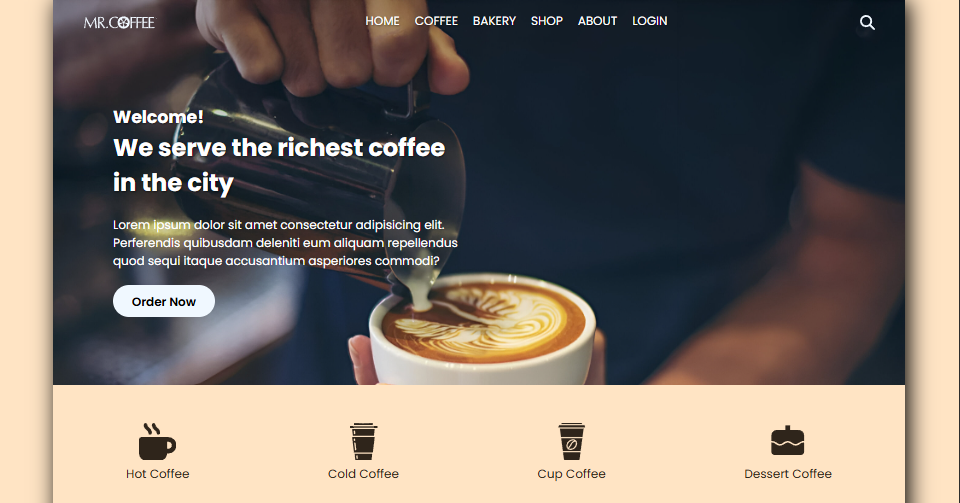 MR.COFFEE
HOME COFFEE BAKERY SHOP ABOUT LOGIN
Welcome!
We serve the richest coffee
in the city
Lorem ipsum dolor sit amet consectetur adipisicing elit.
Perferendis quibusdam deleniti eum aliquam repellendus
quod sequi itaque accusantium asperiores commodi?
Order Now
Hot Coffee Cold Coffee Cup Coffee Dessert Coffee